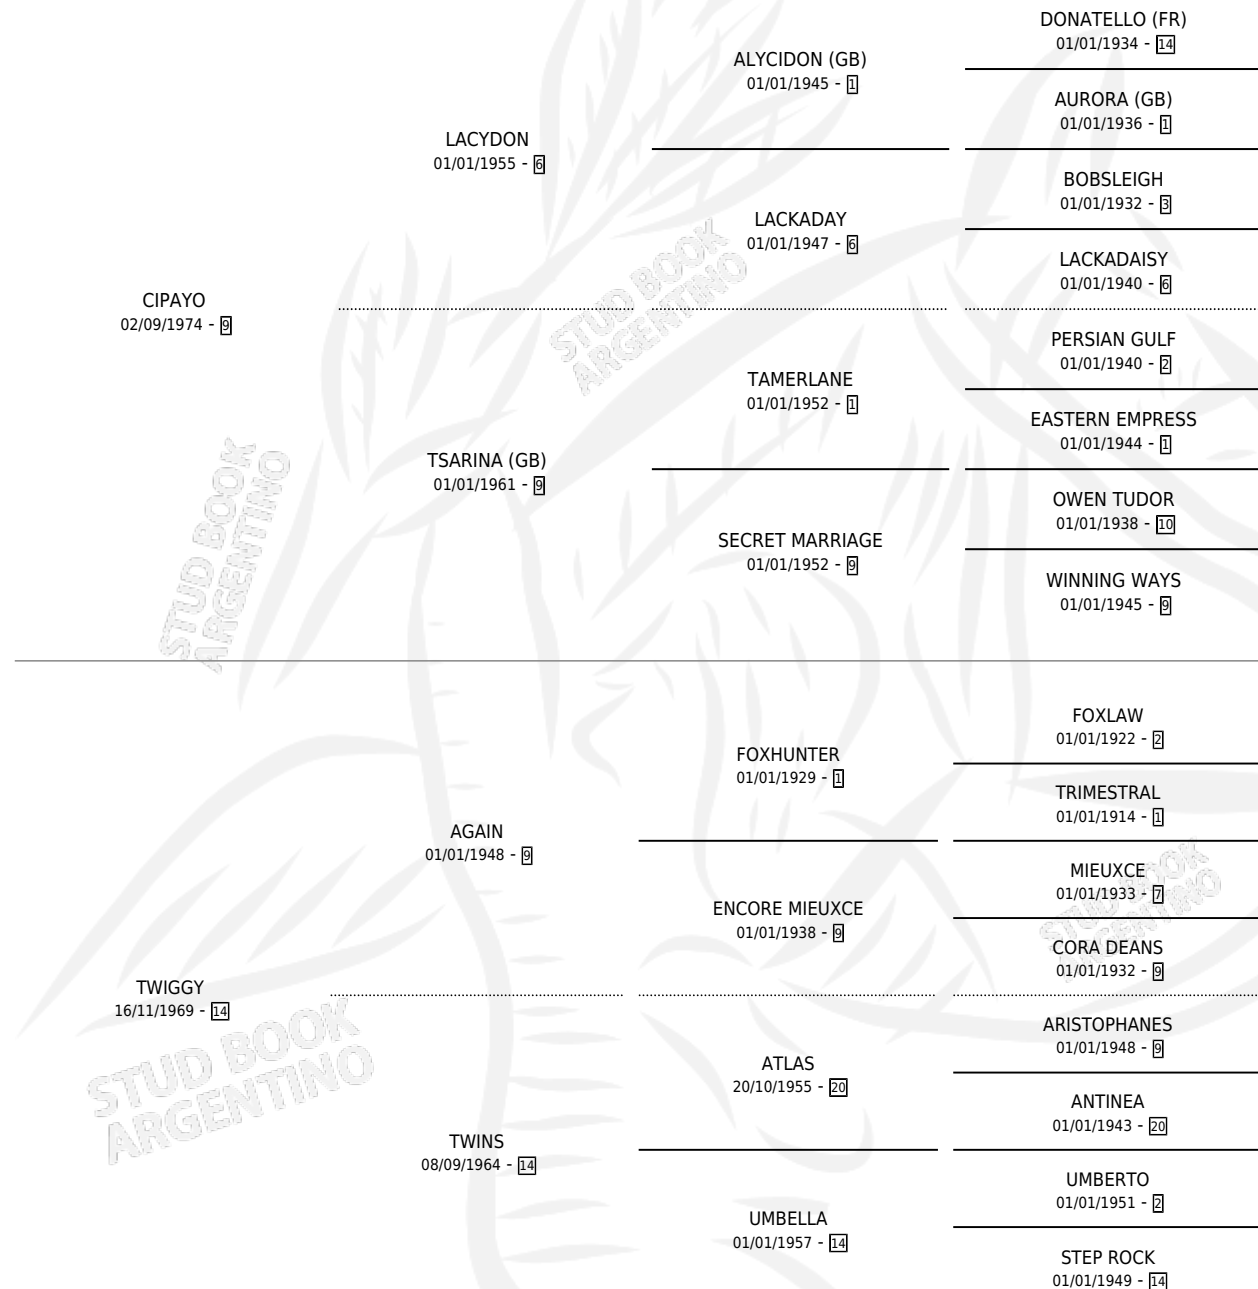 CIPAYO
02/09/1974 - 9
LACYDON
01/01/1955 - 6
TSARINA (GB)
01/01/1961 - 9
ALYCIDON (GB)
01/01/1945 - 1
LACKADAY
01/01/1947 - 6
TAMERLANE
01/01/1952 - 1
SECRET MARRIAGE
01/01/1952 - 9
DONATELLO (FR)
01/01/1934 - 14
AURORA (GB)
01/01/1936 - 1
BOBSLEIGH
01/01/1932 - 3
LACKADAISY
01/01/1940 - 6
PERSIAN GULF
01/01/1940 - 2
EASTERN EMPRESS
01/01/1944 - 1
OWEN TUDOR
01/01/1938 - 10
WINNING WAYS
01/01/1945 - 9
STUD BOOK
ARGENTINO
STUD BOOK
ARGENTINO
TWIGGY
16/11/1969 - 14
AGAIN
01/01/1948 - 9
TWINS
08/09/1964 - 14
FOXHUNTER
01/01/1929 - 1
ENCORE MIEUXCE
01/01/1938 - 9
ATLAS
20/10/1955 - 20
UMBELLA
01/01/1957 - 14
FOXLAW
01/01/1922 - 2
TRIMESTRAL
01/01/1914 - 1
MIEUXCE
01/01/1933 - 7
CORA DEANS
01/01/1932 - 9
ARISTOPHANES
01/01/1948 - 9
ANTINEA
01/01/1943 - 20
UMBERTO
01/01/1951 - 2
STEP ROCK
01/01/1949 - 14
STUD BOOK
ARGENTINO
STUD BOOK
ARGENTINO